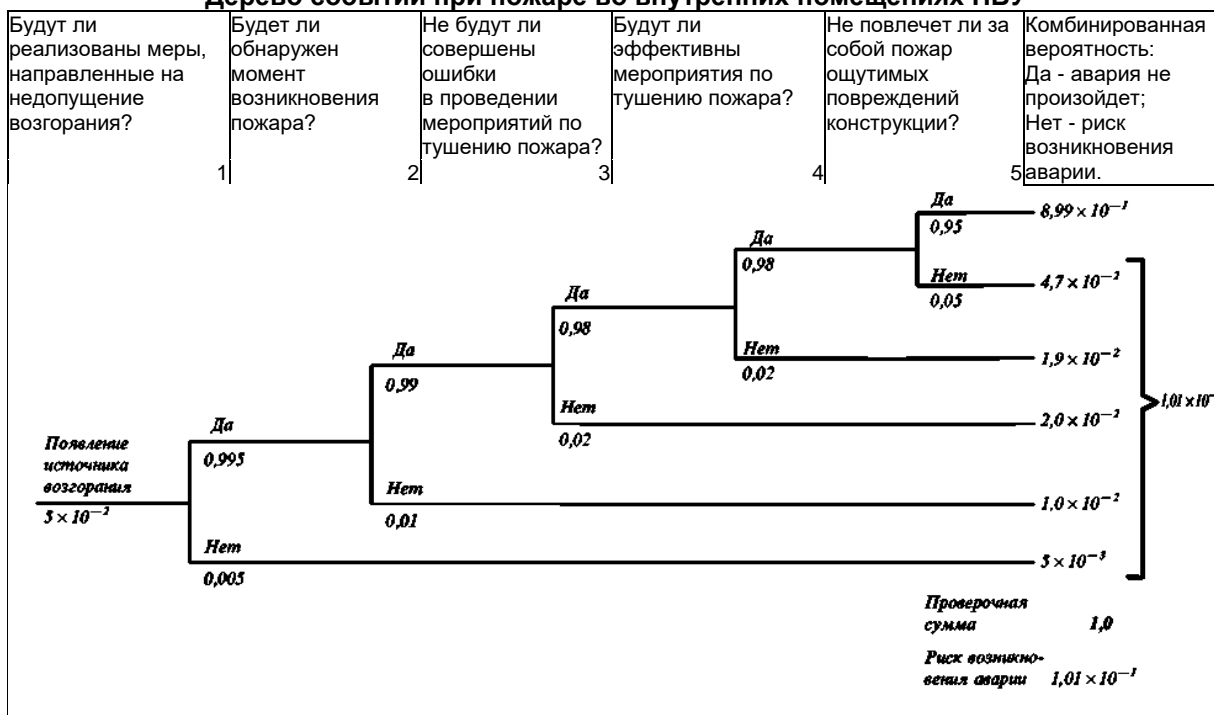 Дерево событий при пожаре во внутренних помещениях ПБУ
Будут ли
реализованы меры,
направленные на
недопущение
возгорания?
1
Будет ли
обнаружен
момент
возникновения
пожара?
2
Не будут ли
совершены
ошибки
в проведении
мероприятий по
тушению пожара?
3
Будут ли
эффективны
мероприятия по
тушению пожара?
4
Не повлечет ли за
собой пожар
ощутимых
повреждений
конструкции?
5
Комбинированная
вероятность:
Да - авария не
произойдет;
Нет - риск
возникновения
аварии.
Да
0,95
8,99 × 10⁻¹
Да
0,98
Нет
0,05
4,7 × 10⁻²
Да
0,98
Нет
0,02
1,9 × 10⁻²
Да
0,99
Нет
0,02
2,0 × 10⁻²
1,01 × 10⁻
Появление
источника
возгорания
5 × 10⁻²
Да
0,995
Нет
0,01
1,0 × 10⁻²
Нет
0,005
5 × 10⁻³
Проверочная
сумма 1,0
Риск возникно-
вения аварии 1,01 × 10⁻¹